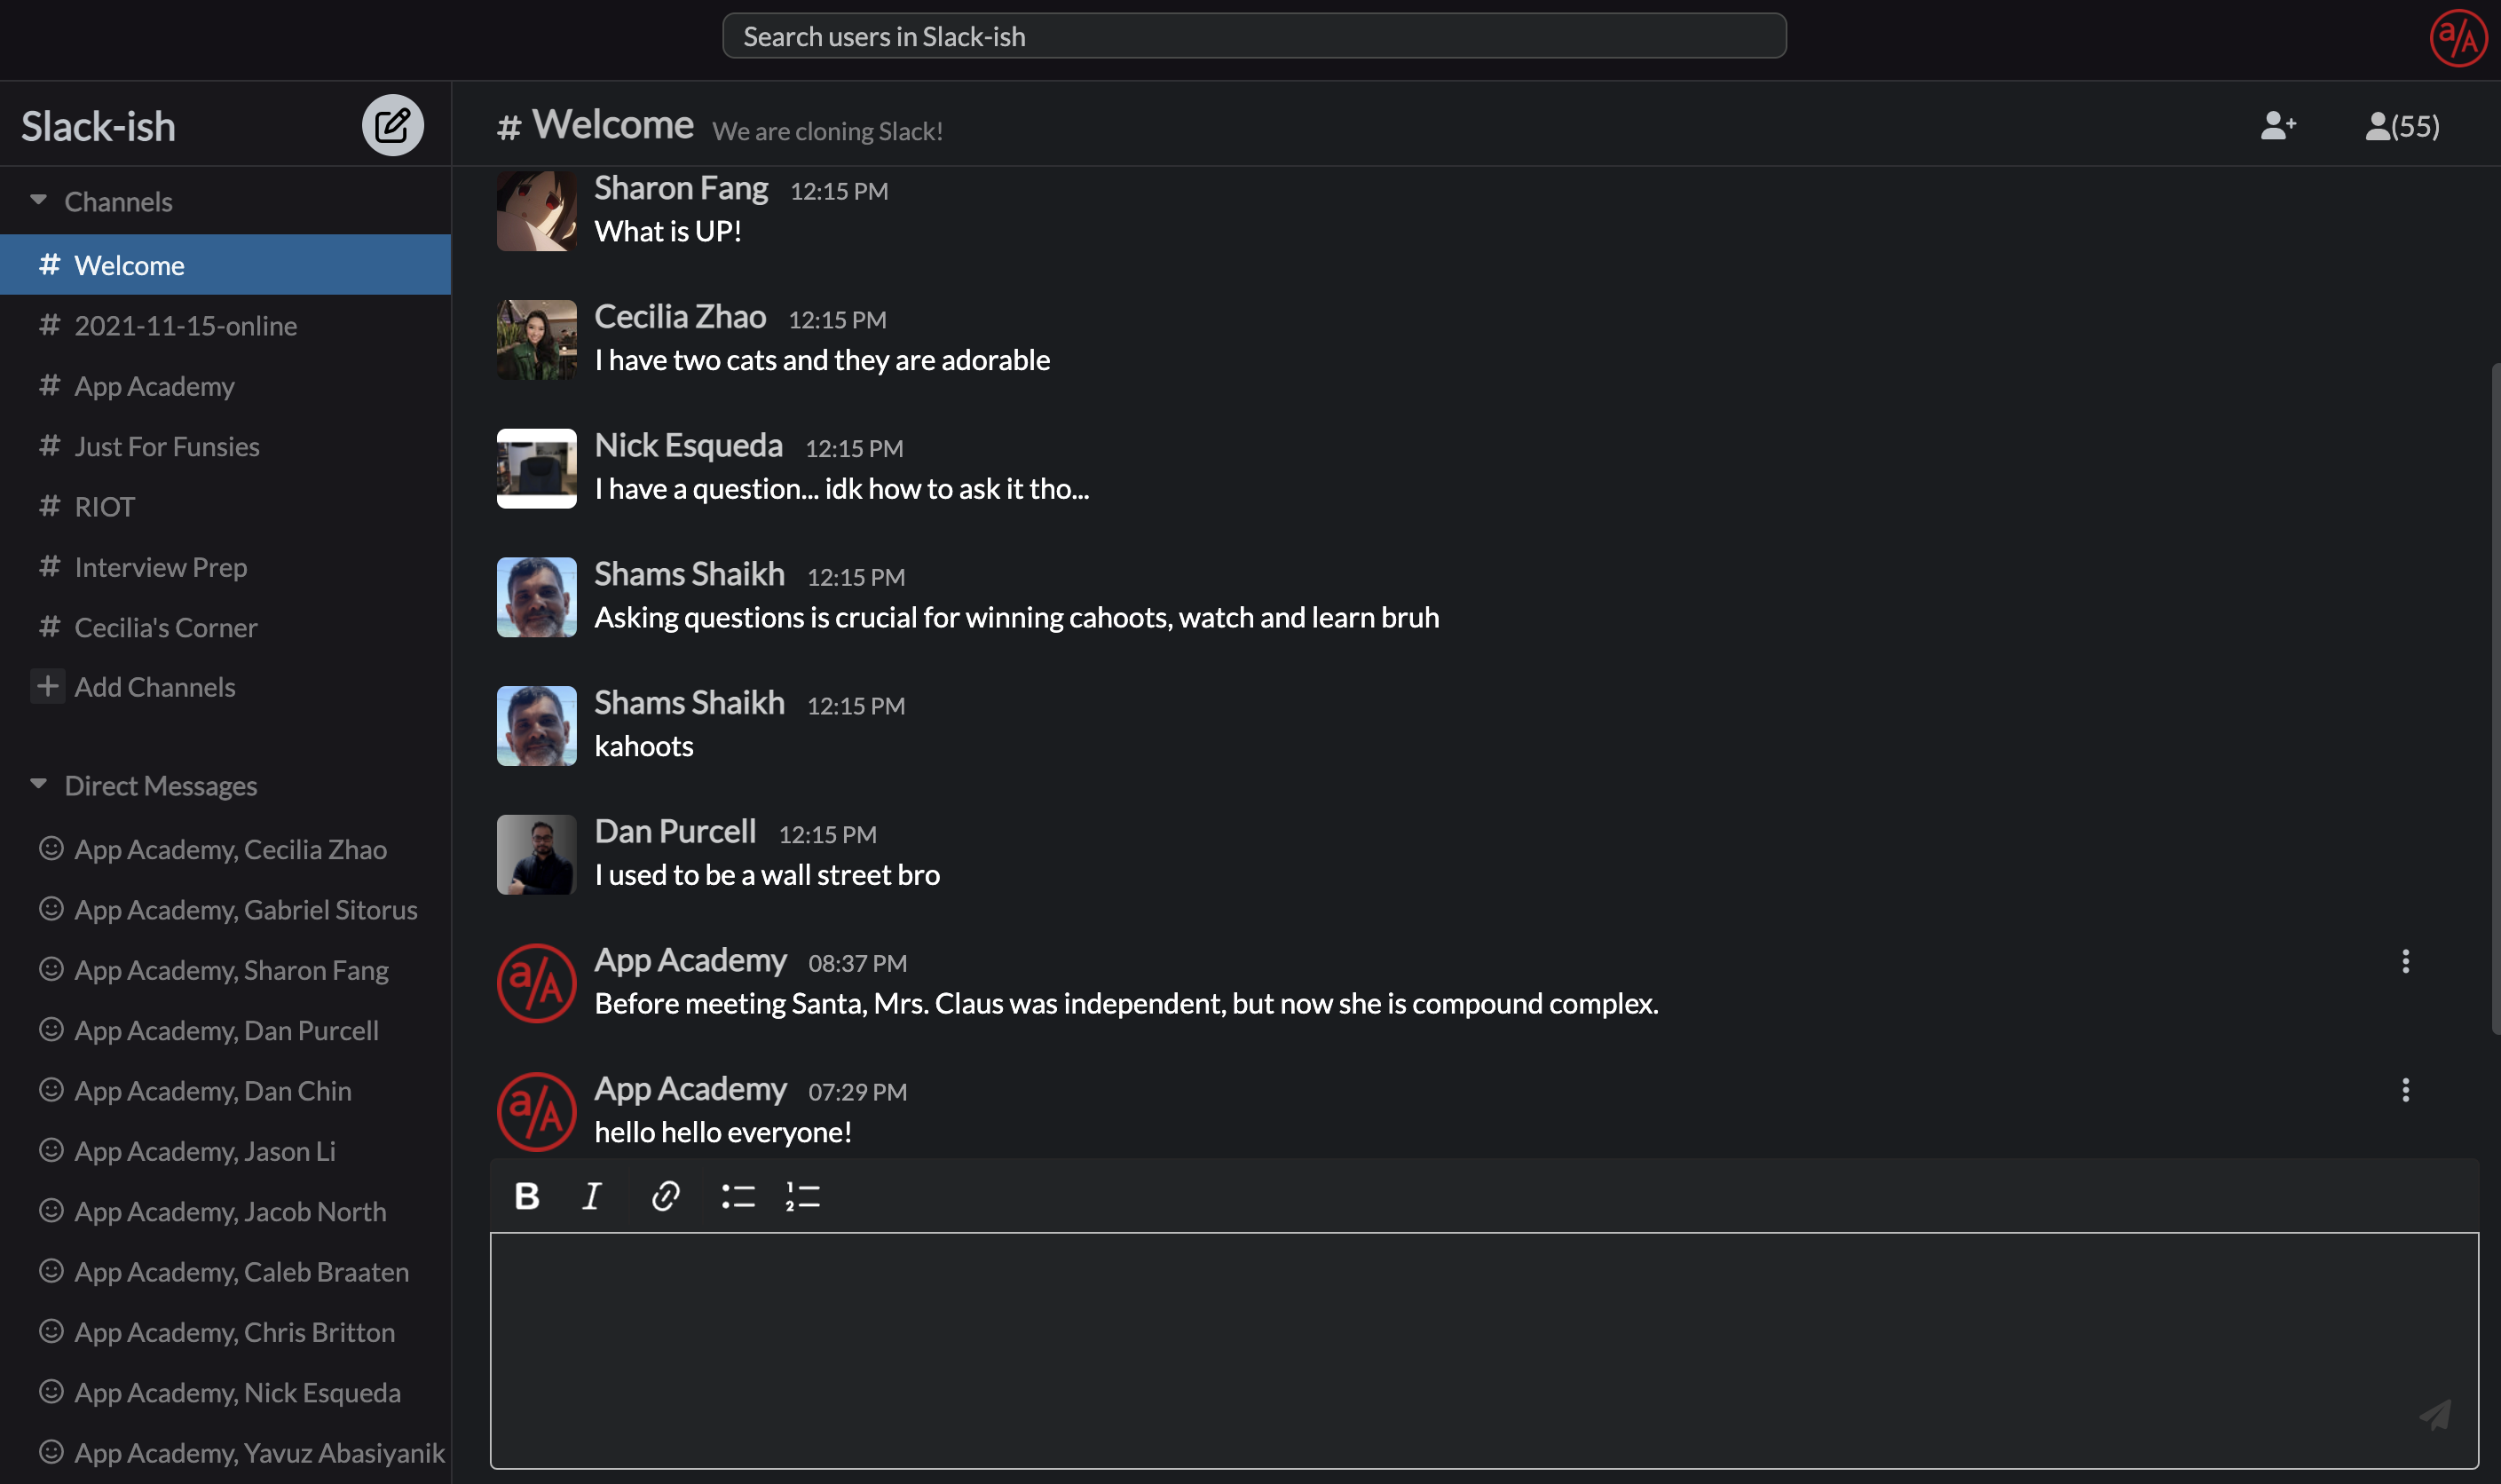 Search users in Slack-ish
a/A
Slack-ish
Channels
# Welcome
# 2021-11-15-online
# App Academy
# Just For Funsies
# RIOT
# Interview Prep
# Cecilia's Corner
+ Add Channels
Direct Messages
App Academy, Cecilia Zhao
App Academy, Gabriel Sitorus
App Academy, Sharon Fang
App Academy, Dan Purcell
App Academy, Dan Chin
App Academy, Jason Li
App Academy, Jacob North
App Academy, Caleb Braaten
App Academy, Chris Britton
App Academy, Nick Esqueda
App Academy, Yavuz Abasiyanik
# Welcome We are cloning Slack!
(55)
Sharon Fang 12:15 PM
What is UP!
Cecilia Zhao 12:15 PM
I have two cats and they are adorable
Nick Esqueda 12:15 PM
I have a question... idk how to ask it tho...
Shams Shaikh 12:15 PM
Asking questions is crucial for winning cahoots, watch and learn bruh
Shams Shaikh 12:15 PM
kahoots
Dan Purcell 12:15 PM
I used to be a wall street bro
a/A
App Academy 08:37 PM
Before meeting Santa, Mrs. Claus was independent, but now she is compound complex.
a/A
App Academy 07:29 PM
hello hello everyone!
B I